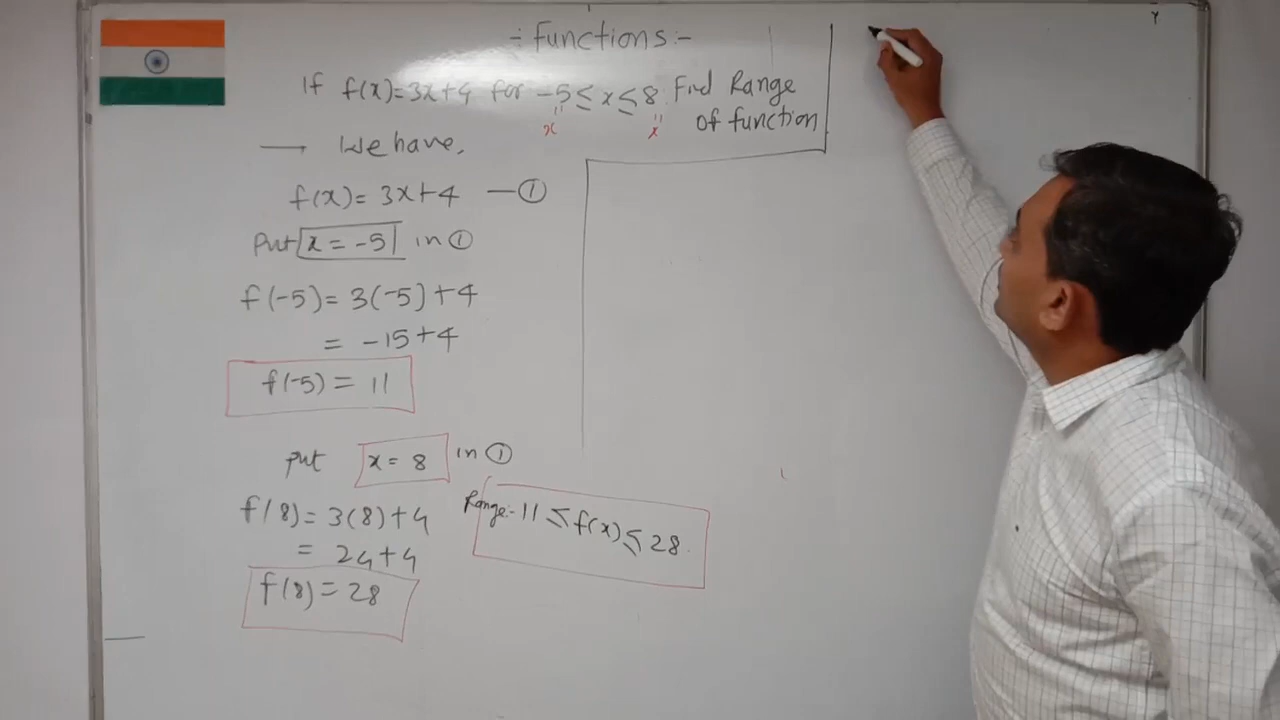 ÷ Functions :-
If f(x)=3x+4 for -5 ≤ x ≤ 8 Find Range
of function
x x
→ We have,
f(x) = 3x+4 — ①
Put x = -5 in ①
f(-5) = 3(-5)+4
= -15+4
f(-5) = 11
put x = 8 in ①
f(8) = 3(8)+4
= 24+4
f(8) = 28
Range:- 11 ≤ f(x) ≤ 28.